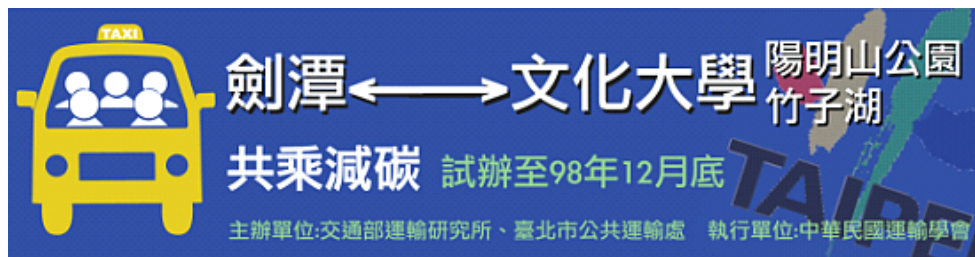 TAXI
劍潭←→文化大學
陽明山公園
竹子湖
共乘減碳 試辦至98年12月底
TAIPEI
主辦單位:交通部運輸研究所、臺北市公共運輸處 執行單位:中華民國運輸學會